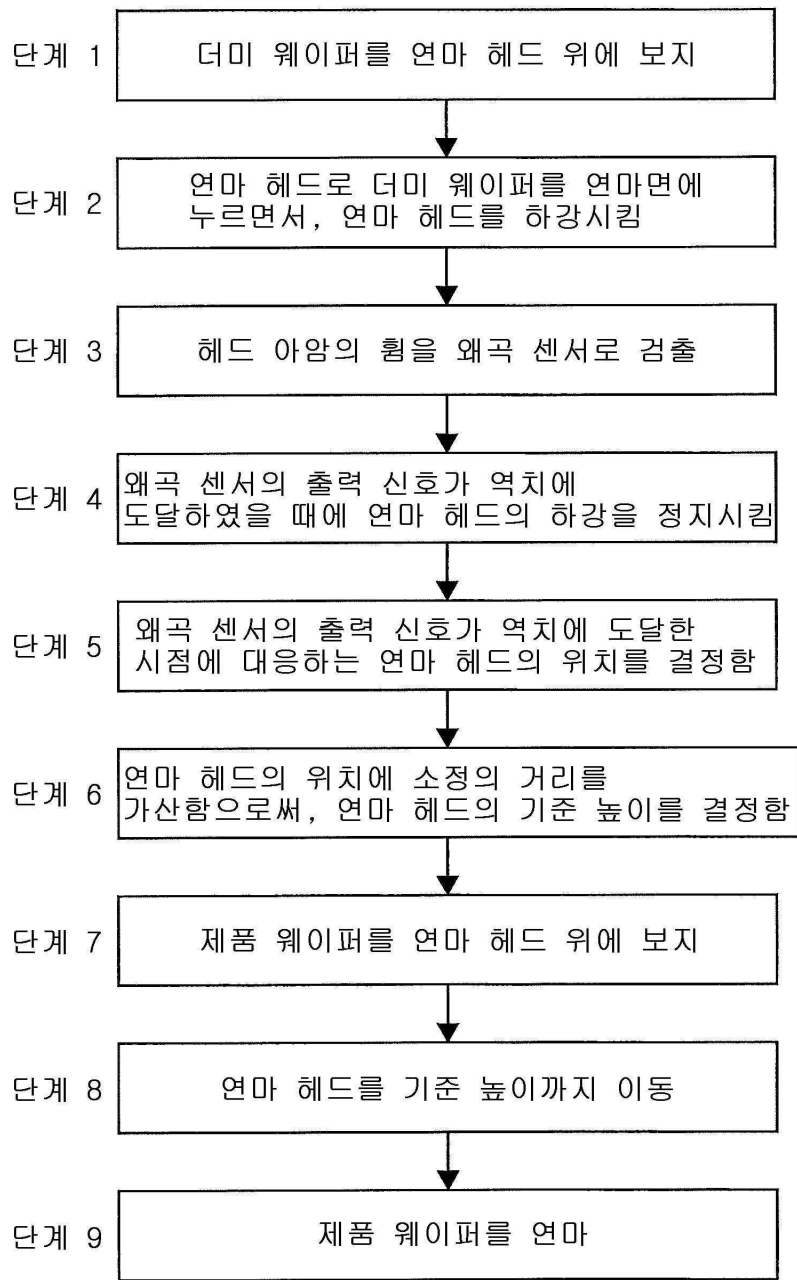 단계 1
더미 웨이퍼를 연마 헤드 위에 보지
단계 2
연마 헤드로 더미 웨이퍼를 연마면에
누르면서, 연마 헤드를 하강시킴
단계 3
헤드 아암의 휨을 왜곡 센서로 검출
단계 4
왜곡 센서의 출력 신호가 역치에
도달하였을 때에 연마 헤드의 하강을 정지시킴
단계 5
왜곡 센서의 출력 신호가 역치에 도달한
시점에 대응하는 연마 헤드의 위치를 결정함
단계 6
연마 헤드의 위치에 소정의 거리를
가산함으로써, 연마 헤드의 기준 높이를 결정함
단계 7
제품 웨이퍼를 연마 헤드 위에 보지
단계 8
연마 헤드를 기준 높이까지 이동
단계 9
제품 웨이퍼를 연마